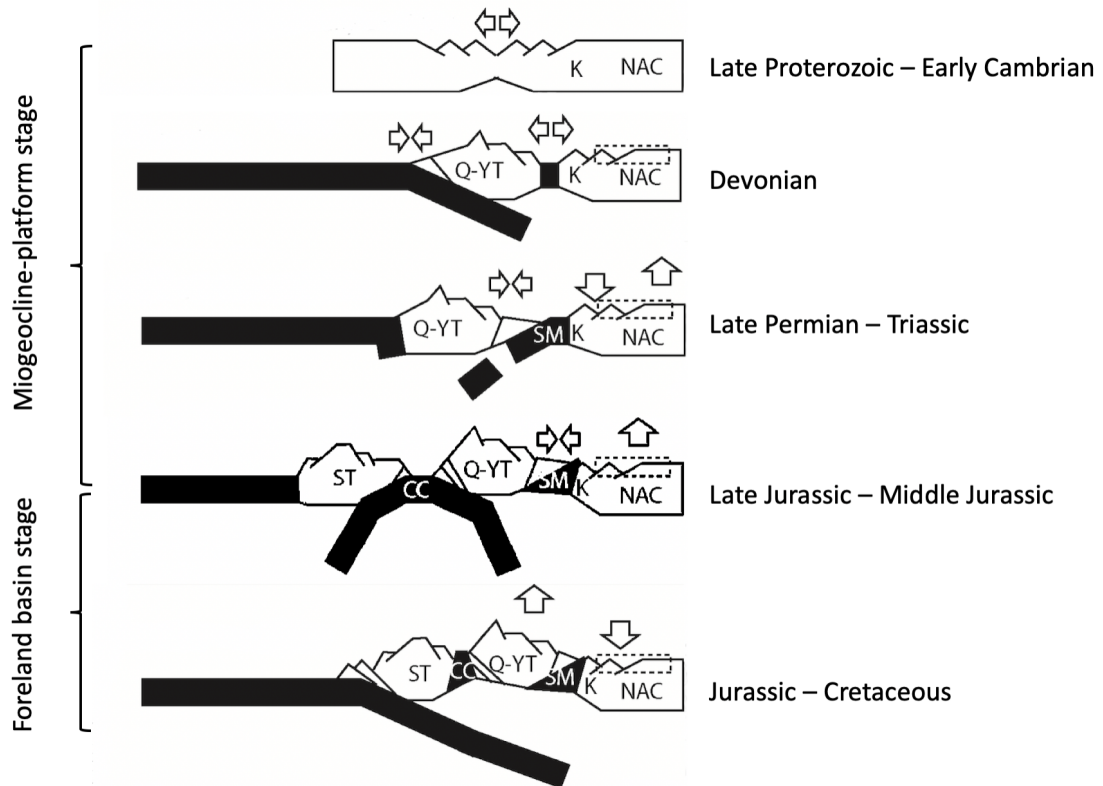 Miogeocline-platform stage
Foreland basin stage
K NAC Late Proterozoic – Early Cambrian
Q-YT K NAC Devonian
Q-YT SM K NAC Late Permian – Triassic
ST CC Q-YT SM K NAC Late Jurassic – Middle Jurassic
ST CC Q-YT SM K NAC Jurassic – Cretaceous